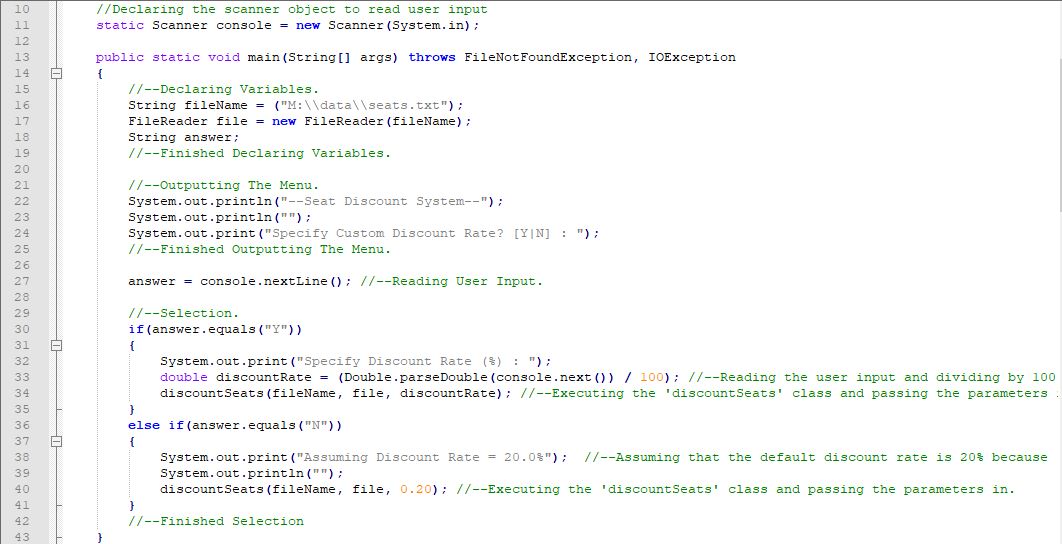 10 //Declaring the scanner object to read user input
11 static Scanner console = new Scanner(System.in);
12
13 public static void main(String[] args) throws FileNotFoundException, IOException
14 {
15 //--Declaring Variables.
16 String fileName = ("M:\\data\\seats.txt");
17 FileReader file = new FileReader(fileName);
18 String answer;
19 //--Finished Declaring Variables.
20
21 //--Outputting The Menu.
22 System.out.println("--Seat Discount System--");
23 System.out.println("");
24 System.out.print("Specify Custom Discount Rate? [Y|N] : ");
25 //--Finished Outputting The Menu.
26
27 answer = console.nextLine(); //--Reading User Input.
28
29 //--Selection.
30 if(answer.equals("Y"))
31 {
32 System.out.print("Specify Discount Rate (%) : ");
33 double discountRate = (Double.parseDouble(console.next()) / 100); //--Reading the user input and dividing by 100
34 discountSeats(fileName, file, discountRate); //--Executing the 'discountSeats' class and passing the parameters
35 }
36 else if(answer.equals("N"))
37 {
38 System.out.print("Assuming Discount Rate = 20.0%"); //--Assuming that the default discount rate is 20% because
39 System.out.println("");
40 discountSeats(fileName, file, 0.20); //--Executing the 'discountSeats' class and passing the parameters in.
41 }
42 //--Finished Selection
43 }